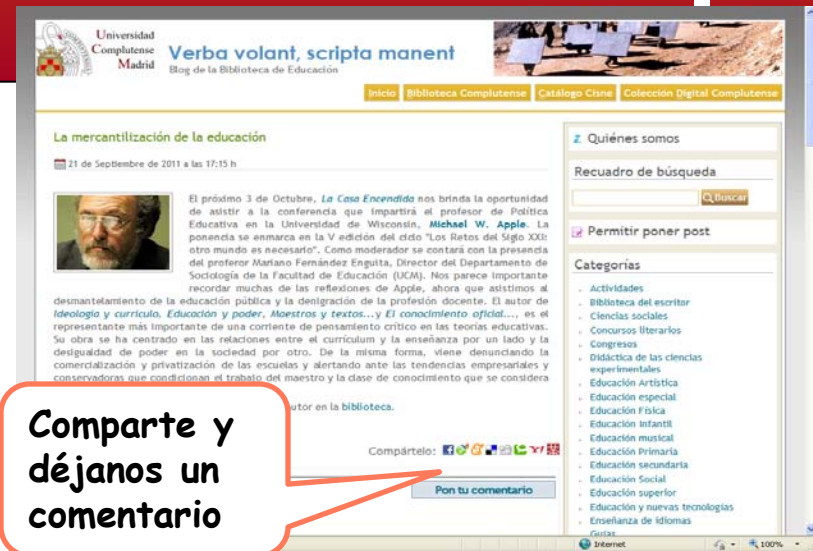 Universidad
Complutense
Madrid
Verba volant, scripta manent
Blog de la Biblioteca de Educación
Inicio Biblioteca Complutense Catálogo Cisne Colección Digital Complutense
La mercantilización de la educación
21 de Septiembre de 2011 a las 17:15 h
El próximo 3 de Octubre, La Casa Encendida nos brinda la oportunidad
de asistir a la conferencia que impartirá el profesor de Política
Educativa en la Universidad de Wisconsin, Michael W. Apple. La
ponencia se enmarca en la V edición del ciclo "Los Retos del Siglo XXI:
otro mundo es necesario". Como moderador se contará con la presencia
del proferor Mariano Fernández Enguita, Director del Departamento de
Sociología de la Facultad de Educación (UCM). Nos parece importante
recordar muchas de las reflexiones de Apple, ahora que asistimos al
desmantelamiento de la educación pública y la denigración de la profesión docente. El autor de
Ideología y currículo, Educación y poder, Maestros y textos...y El conocimiento oficial..., es el
representante más importante de una corriente de pensamiento crítico en las teorías educativas.
Su obra se ha centrado en las relaciones entre el currículum y la enseñanza por un lado y la
desigualdad de poder en la sociedad por otro. De la misma forma, viene denunciando la
comercialización y privatización de las escuelas y alertando ante las tendencias empresariales y
conservadoras que condicionan el trabajo del maestro y la clase de conocimiento que se considera
autor en la biblioteca.
Compártelo:
Pon tu comentario
Comparte y
déjanos un
comentario
Quiénes somos
Recuadro de búsqueda
Buscar
Permitir poner post
Categorías
Actividades
Biblioteca del escritor
Ciencias sociales
Concursos literarios
Congresos
Didáctica de las ciencias
experimentales
Educación Artística
Educación especial
Educación Física
Educación Infantil
Educación musical
Educación Primaria
Educación secundaria
Educación Social
Educación superior
Educación y nuevas tecnologías
Enseñanza de idiomas
Guías
Internet
100%